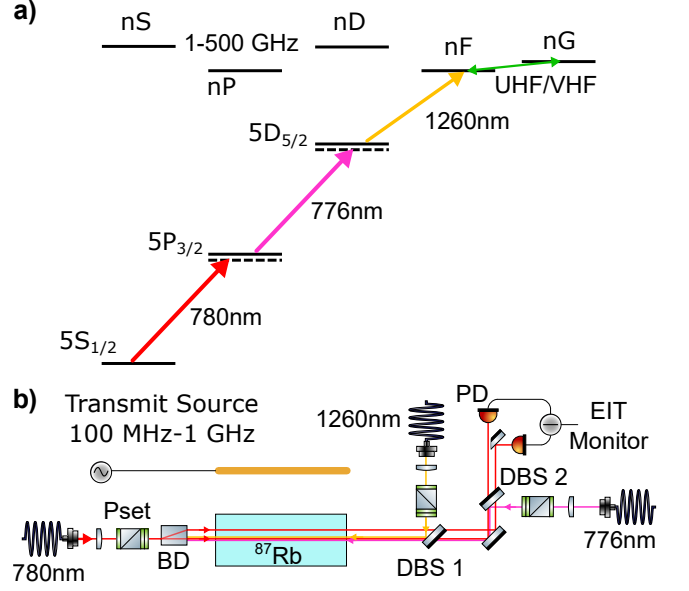 a)
nS
1-500 GHz
nD
nF
nG
nP
UHF/VHF
1260nm
5D5/2
776nm
5P3/2
780nm
5S1/2
b)
Transmit Source
100 MHz-1 GHz
1260nm
PD
EIT
Monitor
Pset
DBS 2
BD
87Rb
DBS 1
780nm
776nm